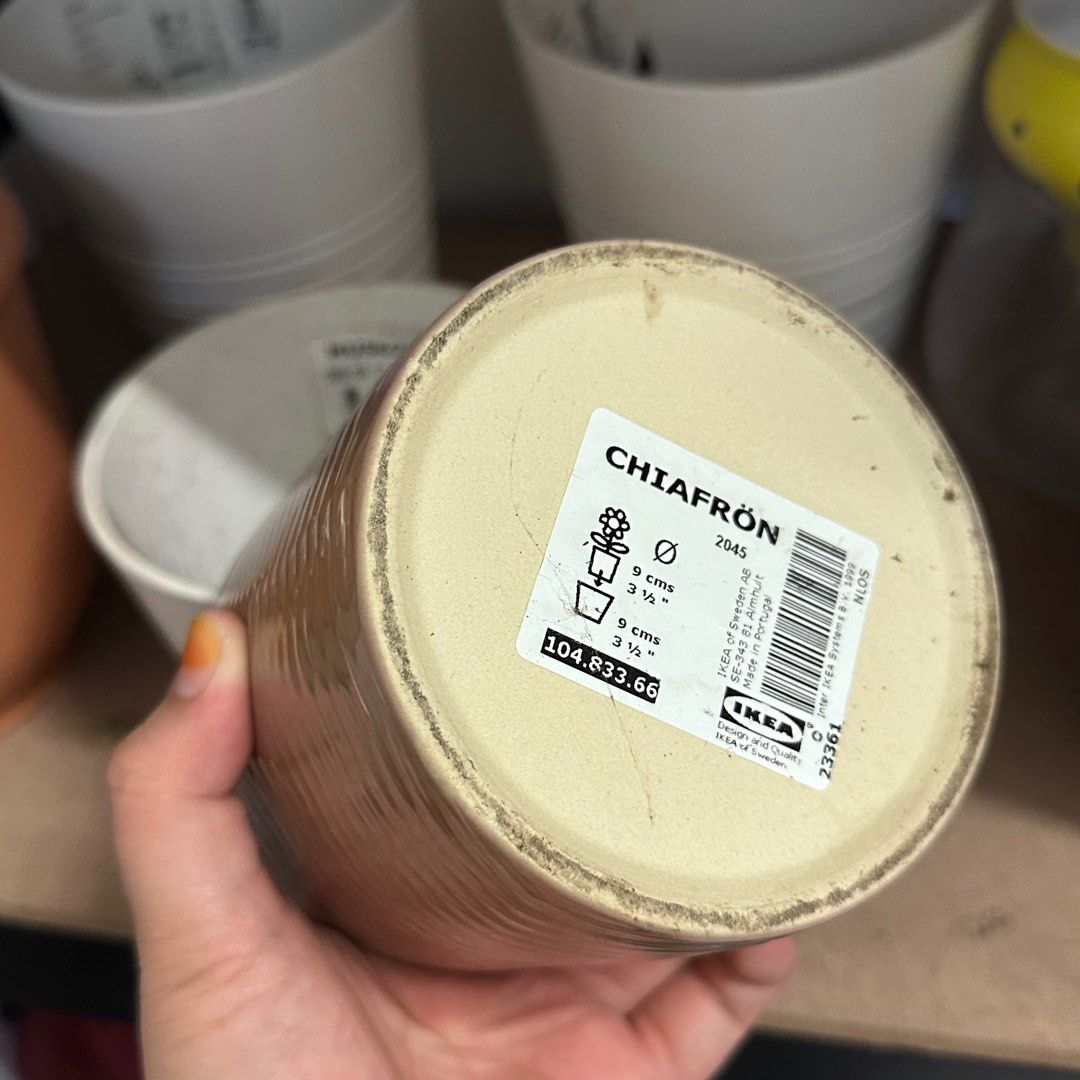 CHIAFRÖN
2045
Ø
9 cms
3 ½ "
9 cms
3 ½ "
104.833.66
IKEA of Sweden AB
SE-343 81 Älmhult
Made in Portugal
IKEA
Design and Quality
IKEA of Sweden
© Inter IKEA Systems B.V. 1999
NLOS
23361